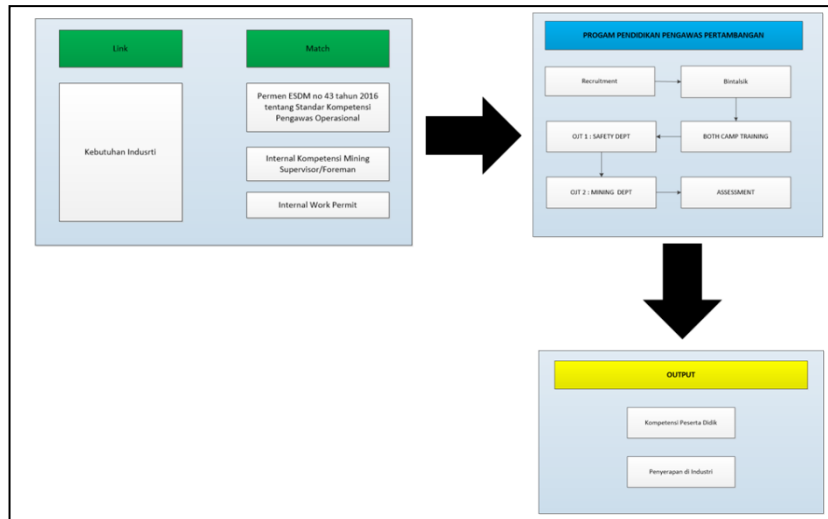 Link
Match
Kebutuhan Indusrti
Permen ESDM no 43 tahun 2016
tentang Standar Kompetensi
Pengawas Operasional
Internal Kompetensi Mining
Supervisor/Foreman
Internal Work Permit
PROGAM PENDIDIKAN PENGAWAS PERTAMBANGAN
Recruitment
Bintalsik
BOTH CAMP TRAINING
OJT 1 : SAFETY DEPT
OJT 2 : MINING DEPT
ASSESSMENT
OUTPUT
Kompetensi Peserta Didik
Penyerapan di Industri